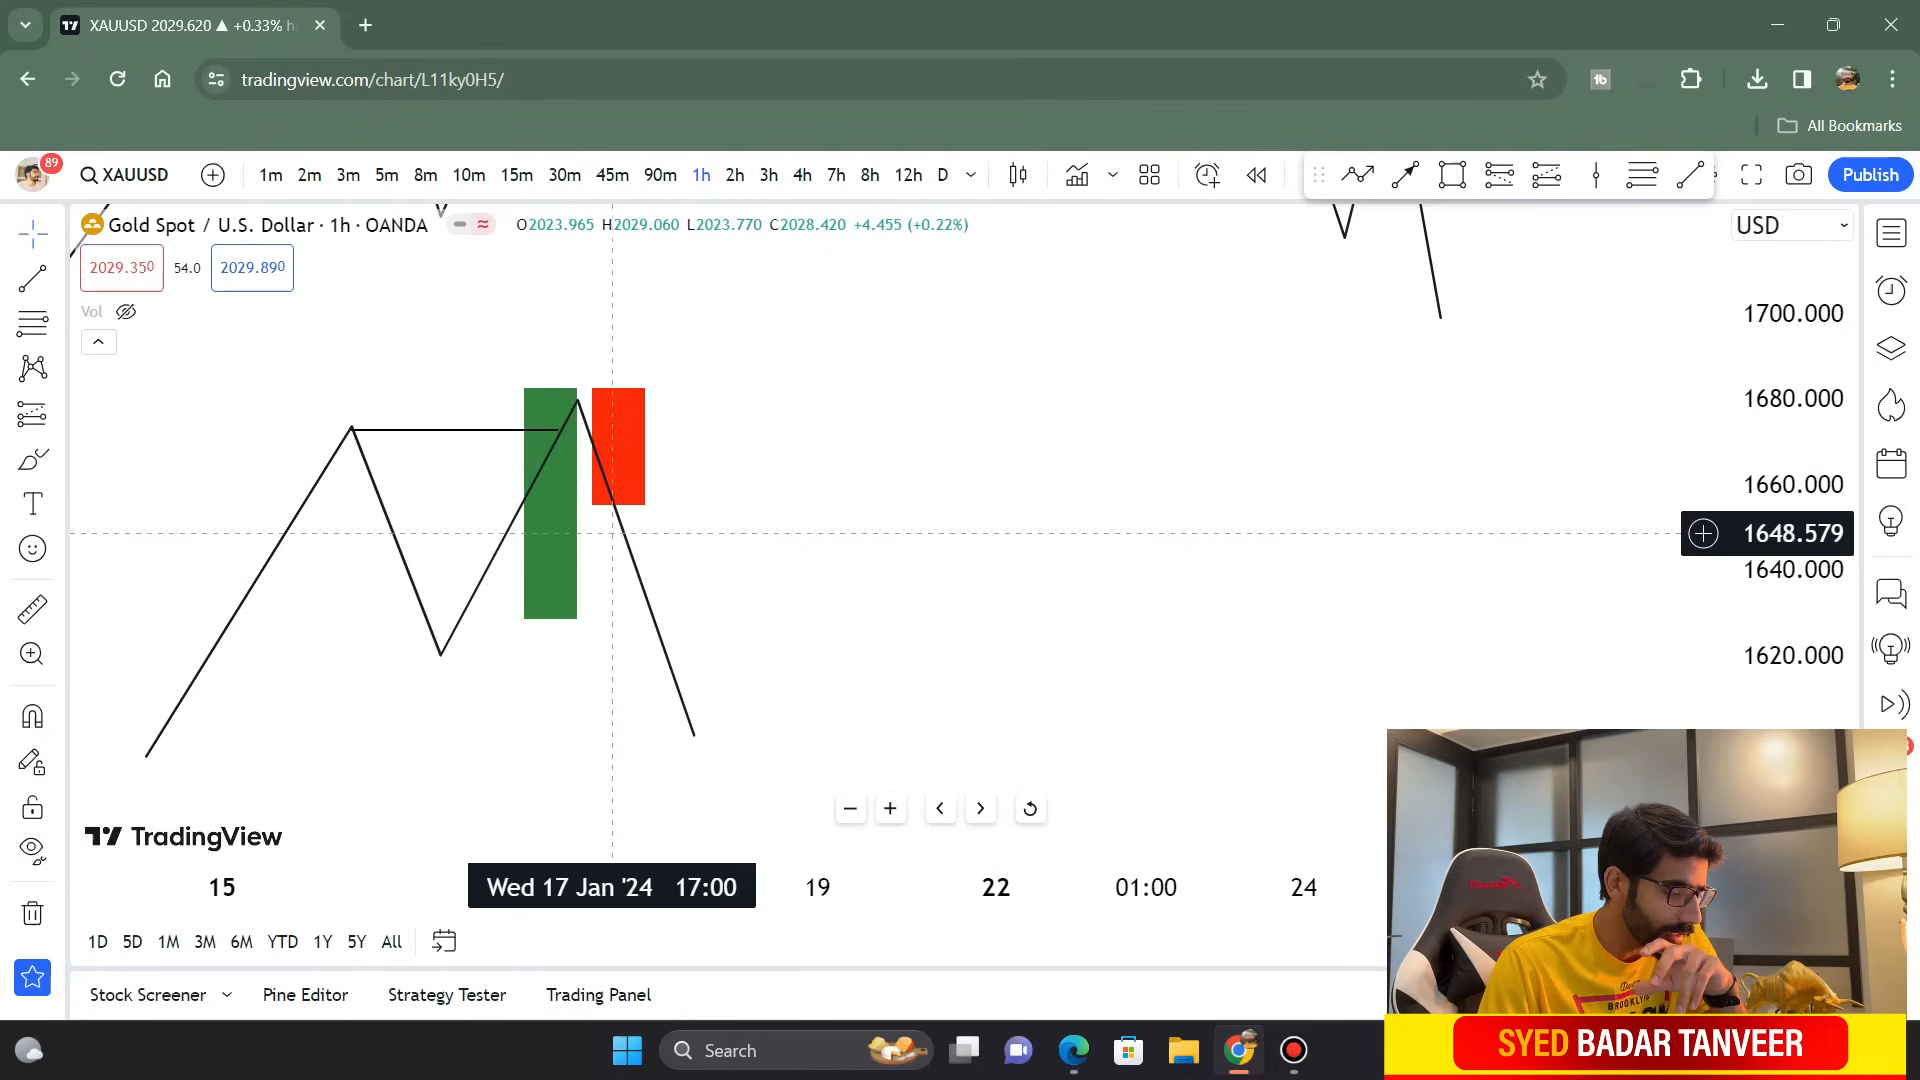 XAUUSD 2029.620 ▲ +0.33%
tradingview.com/chart/L11ky0H5/
All Bookmarks
89
XAUUSD
1m 2m 3m 5m 8m 10m 15m 30m 45m 90m 1h 2h 3h 4h 7h 8h 12h D
Publish
Gold Spot / U.S. Dollar · 1h · OANDA
O2023.965 H2029.060 L2023.770 C2028.420 +4.455 (+0.22%)
USD
2029.350 54.0 2029.890
Vol
1700.000
1680.000
1660.000
1648.579
1640.000
1620.000
TradingView
15 Wed 17 Jan '24 17:00 19 22 01:00 24
1D 5D 1M 3M 6M YTD 1Y 5Y All
Stock Screener Pine Editor Strategy Tester Trading Panel
BROOKLYN
SYED BADAR TANVEER
Search